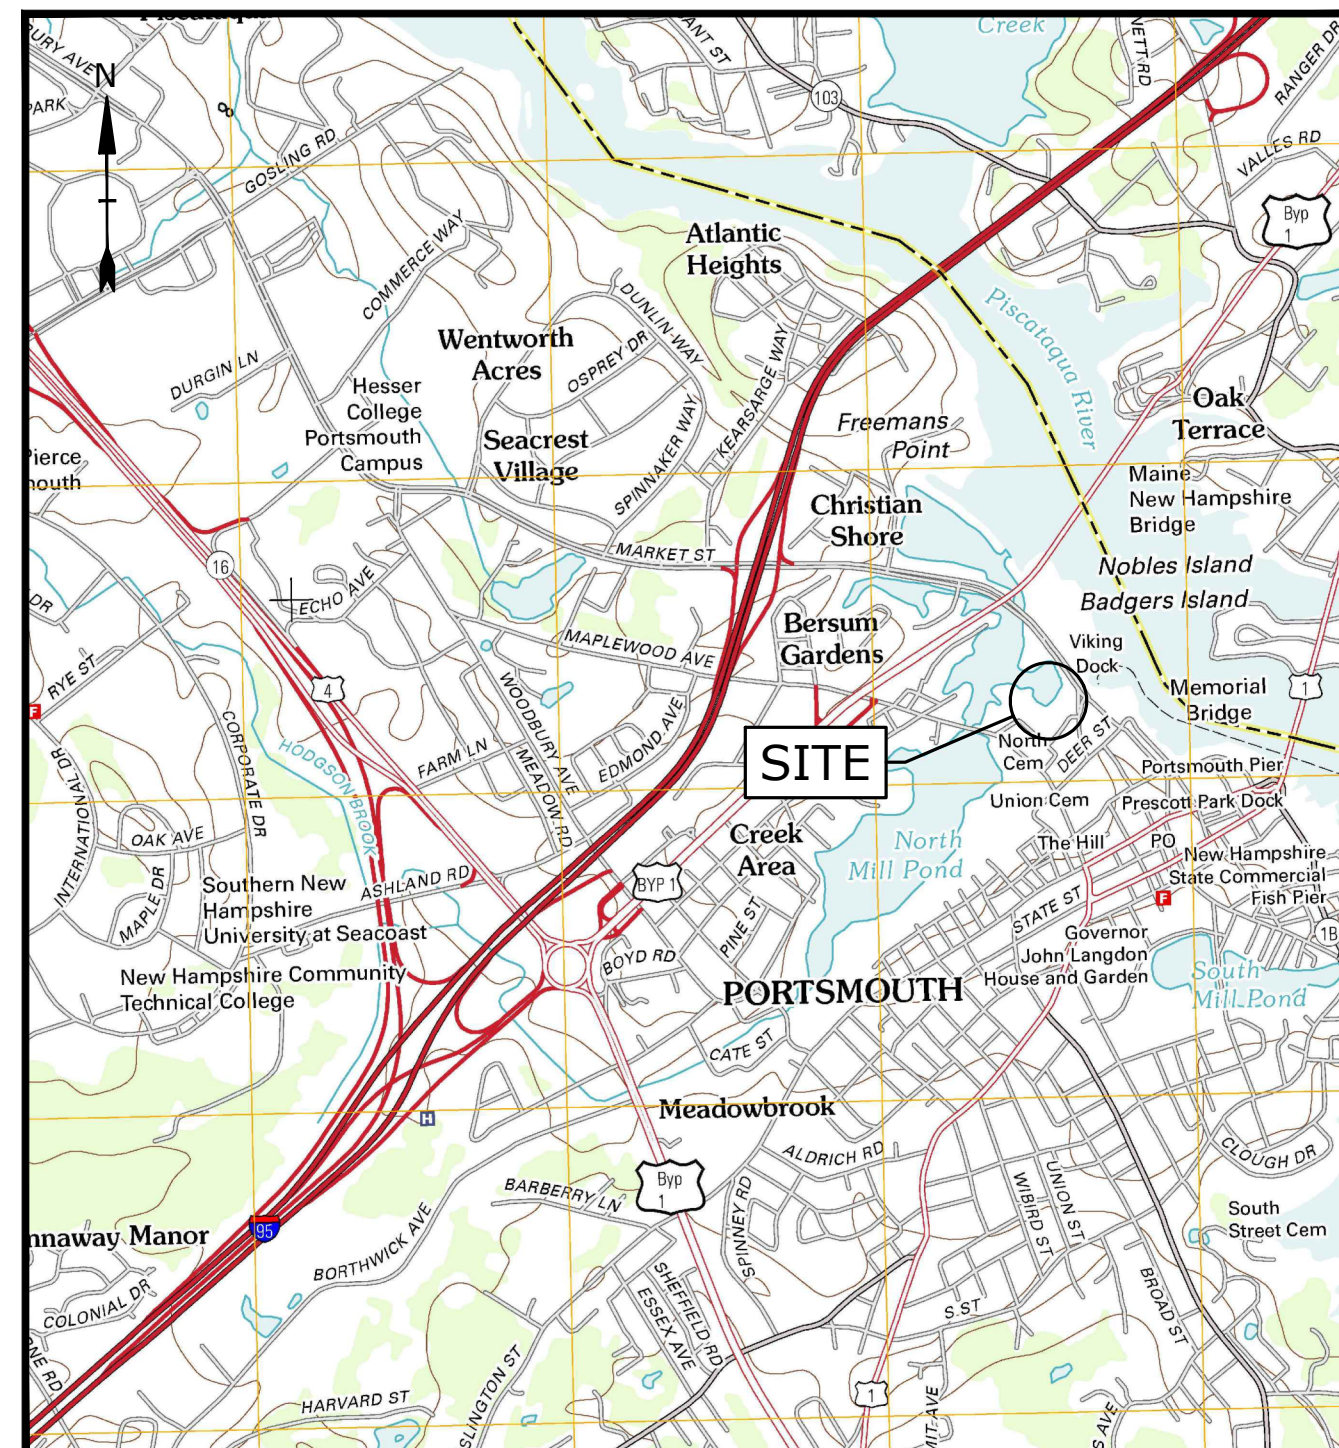 Creek
N
GOSLING RD
103
RANGER DR
VALLES RD
Byp
1
COMMERCE WAY
Atlantic
Heights
DUNLIN WAY
Piscataqua River
Wentworth
Acres
OSPREY DR
KEARSARGE WAY
DURGIN LN
Hesser
College
Portsmouth
Campus
Seacrest
Village
SPINNAKER WAY
Freemans
Point
Oak
Terrace
Maine
New Hampshire
Bridge
Christian
Shore
MARKET ST
16
ECHO AVE
Nobles Island
Badgers Island
DR
RYE ST
MAPLEWOOD AVE
Bersum
Gardens
Viking
Dock
4
1
Memorial
Bridge
WOODBURY AVE
CORPORATE DR
HODGSON BROOK
FARM LN
MEADOW RD
EDMOND AVE
SITE
North
Cem
DEER ST
Portsmouth Pier
INTERNATIONAL DR
Union Cem
Prescott Park Dock
OAK AVE
Creek
Area
North
Mill Pond
The Hill
PO
New Hampshire
State Commercial
Fish Pier
BYP 1
ASHLAND RD
MAPLE DR
Southern New
Hampshire
University at Seacoast
PINE ST
STATE ST
F
F
1B
Governor
John Langdon
House and Garden
BOYD RD
New Hampshire Community
Technical College
PORTSMOUTH
South
Mill Pond
CATE ST
Meadowbrook
H
ALDRICH RD
CLOUGH DR
Byp
1
BARBERRY LN
SPINNEY RD
WIBIRD ST
UNION ST
South
Street Cem
95
BORTHWICK AVE
COLONIAL DR
SHEFFIELD RD
ESSEX AVE
BROAD ST
S ST
HARVARD ST
1